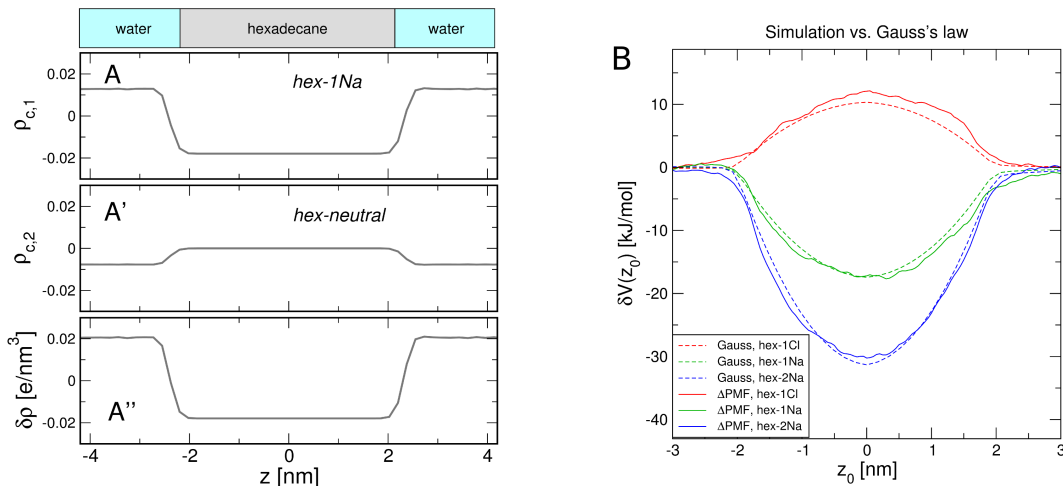 water hexadecane water
A
hex-1Na
0.02
0
-0.02
ρc,1
A'
hex-neutral
0.02
0
-0.02
ρc,2
A''
0.02
0
-0.02
δρ [e/nm³]
-4 -2 0 2 4
z [nm]
Simulation vs. Gauss's law
B
10
0
-10
-20
-30
-40
δV(z₀) [kJ/mol]
Gauss, hex-1Cl
Gauss, hex-1Na
Gauss, hex-2Na
ΔPMF, hex-1Cl
ΔPMF, hex-1Na
ΔPMF, hex-2Na
-3 -2 -1 0 1 2 3
z₀ [nm]